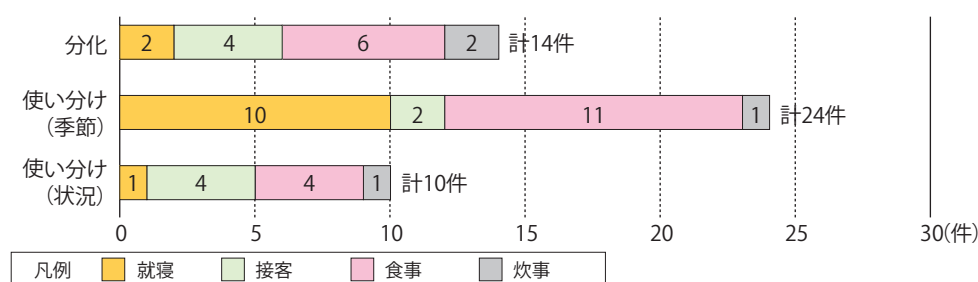 分化 2 4 6 2 計14件
使い分け
（季節） 10 2 11 1 計24件
使い分け
（状況） 1 4 4 1 計10件
0 5 10 15 20 25 30(件)
凡例 就寝 接客 食事 炊事